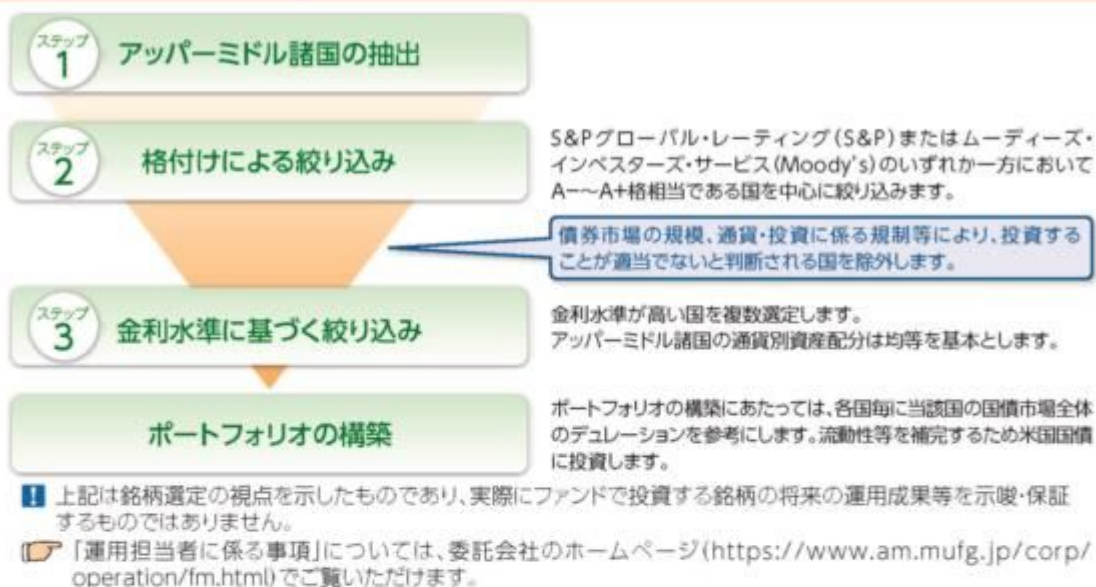 ステップ
1
アッパーミドル諸国の抽出
ステップ
2
格付けによる絞り込み
S&Pグローバル・レーティング(S&P)またはムーディーズ・
インベスターズ・サービス(Moody's)のいずれか一方において
A-~A+格相当である国を中心に絞り込みます。
債券市場の規模、通貨・投資に係る規制等により、投資する
ことが適当でないと判断される国を除外します。
ステップ
3
金利水準に基づく絞り込み
金利水準が高い国を複数選定します。
アッパーミドル諸国の通貨別資産配分は均等を基本とします。
ポートフォリオの構築
ポートフォリオの構築にあたっては、各国毎に当該国の国債市場全体
のデュレーションを参考にします。流動性等を補完するため米国国債
に投資します。
! 上記は銘柄選定の視点を示したものであり、実際にファンドで投資する銘柄の将来の運用成果等を示唆・保証
するものではありません。
「運用担当者に係る事項」については、委託会社のホームページ(https://www.am.mufg.jp/corp/
operation/fm.html)でご覧いただけます。